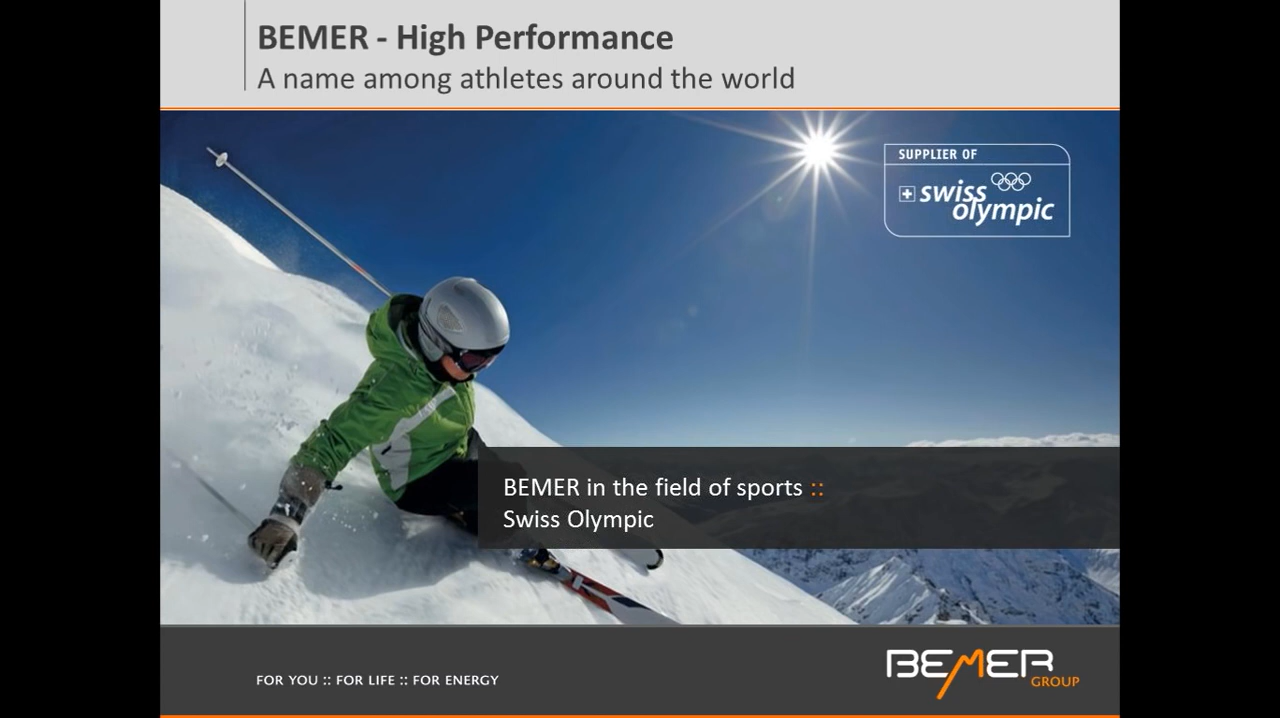 BEMER - High Performance
A name among athletes around the world
SUPPLIER OF
swiss
olympic
BEMER in the field of sports ::
Swiss Olympic
FOR YOU :: FOR LIFE :: FOR ENERGY
BEMER
GROUP